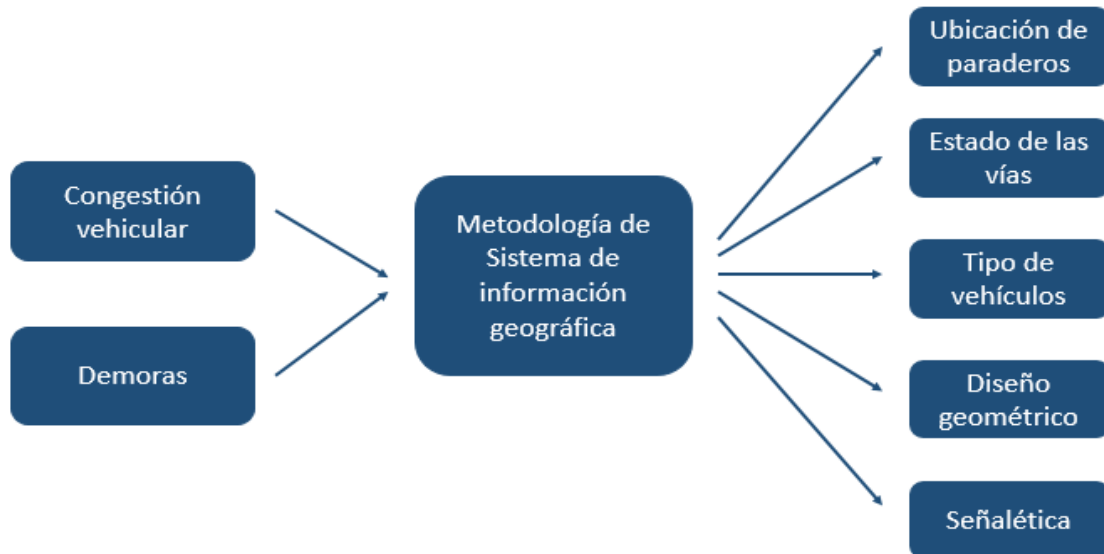 Congestión
vehicular
Demoras
Metodología de
Sistema de
información
geográfica
Ubicación de
paraderos
Estado de las
vías
Tipo de
vehículos
Diseño
geométrico
Señalética